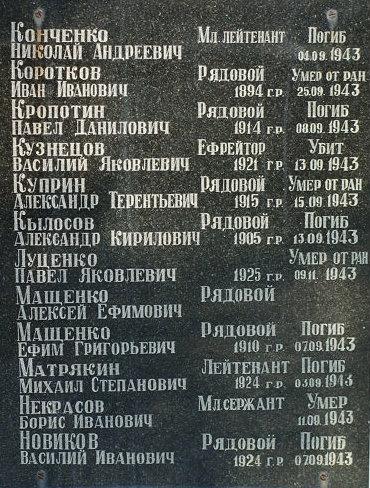 Конченко Мл. лейтенант Погиб
Николай Андреевич 04.09.1943
Коротков Рядовой Умер от ран
Иван Иванович 1894 г.р. 25.09.1943
Кропотин Рядовой Погиб
Павел Данилович 1914 г.р. 08.09.1943
Кузнецов Ефрейтор Убит
Василий Яковлевич 1921 г.р. 13.09.1943
Куприн Рядовой Умер от ран
Александр Терентьевич 1915 г.р. 15.09.1943
Кылосов Рядовой Погиб
Александр Кирилович 1905 г.р. 13.09.1943
Луценко Умер от ран
Павел Яковлевич 1925 г.р. 09.11.1943
Мащенко Рядовой
Алексей Ефимович
Мащенко Рядовой Погиб
Ефим Григорьевич 1910 г.р. 07.09.1943
Матрякин Лейтенант Погиб
Михаил Степанович 1924 г.р. 03.09.1943
Некрасов Мл. сержант Умер
Борис Иванович 11.09.1943
Новиков Рядовой Погиб
Василий Иванович 1924 г.р. 07.09.1943